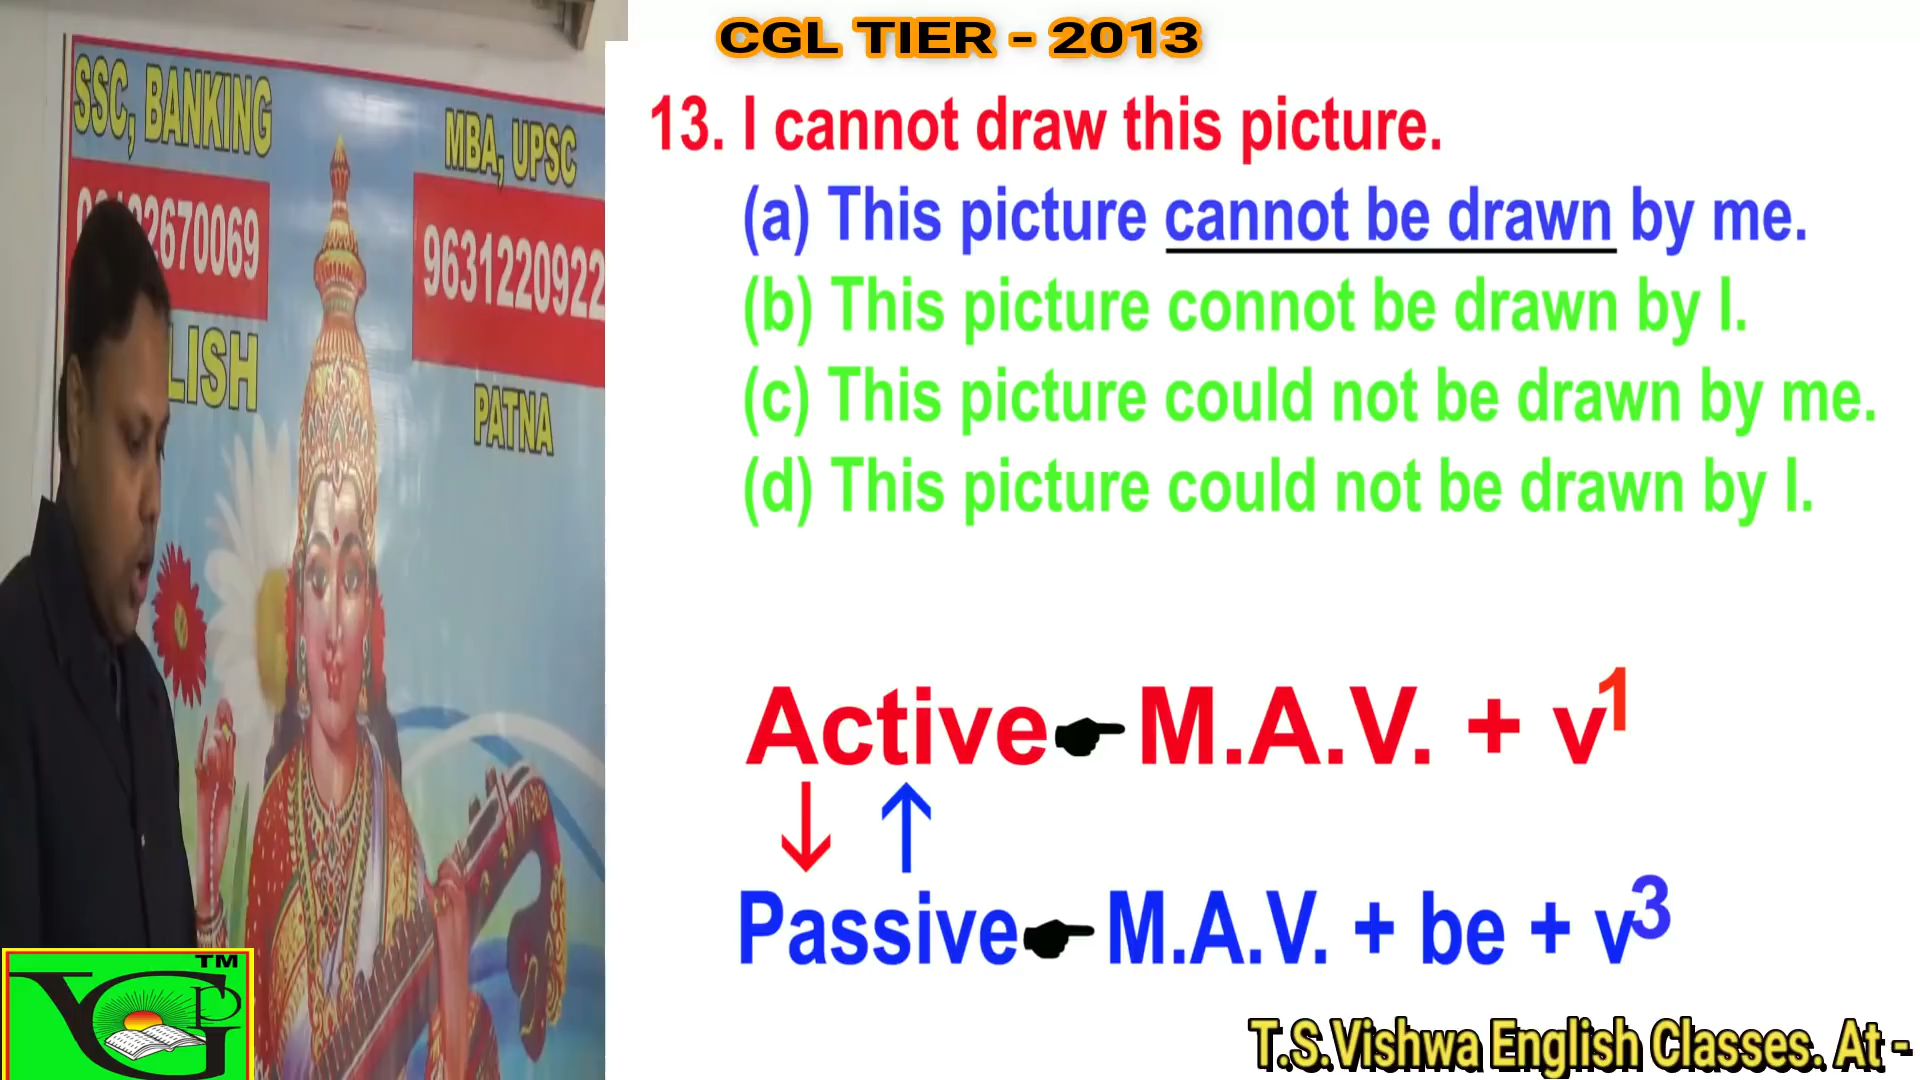 CGL TIER - 2013
SSC, BANKING
MBA, UPSC
2670069
9631220922
LISH
PATNA
13. I cannot draw this picture.
(a) This picture cannot be drawn by me.
(b) This picture connot be drawn by I.
(c) This picture could not be drawn by me.
(d) This picture could not be drawn by I.
Active M.A.V. + v1
Passive M.A.V. + be + v3
TM
VGP
T.S.Vishwa English Classes. At -